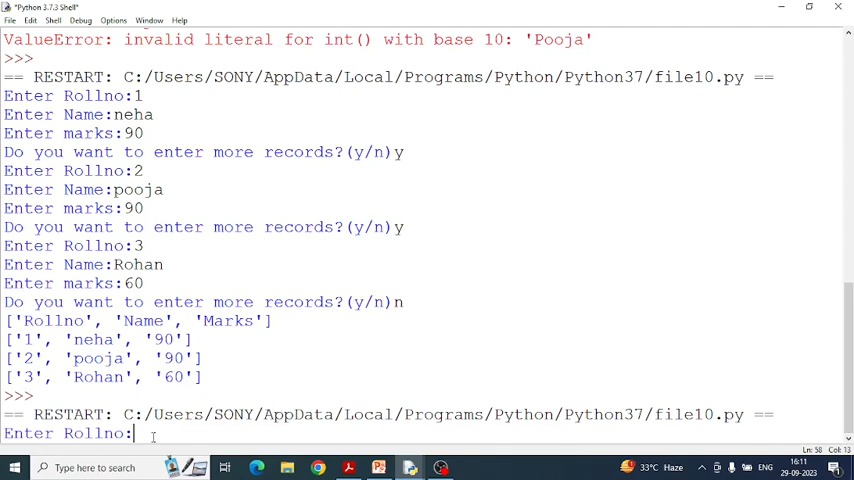 *Python 3.7.3 Shell*
File Edit Shell Debug Options Window Help
ValueError: invalid literal for int() with base 10: 'Pooja'
>>>
== RESTART: C:/Users/SONY/AppData/Local/Programs/Python/Python37/file10.py ==
Enter Rollno:1
Enter Name:neha
Enter marks:90
Do you want to enter more records?(y/n)y
Enter Rollno:2
Enter Name:pooja
Enter marks:90
Do you want to enter more records?(y/n)y
Enter Rollno:3
Enter Name:Rohan
Enter marks:60
Do you want to enter more records?(y/n)n
['Rollno', 'Name', 'Marks']
['1', 'neha', '90']
['2', 'pooja', '90']
['3', 'Rohan', '60']
>>>
== RESTART: C:/Users/SONY/AppData/Local/Programs/Python/Python37/file10.py ==
Enter Rollno:
Ln: 58 Col: 13
Type here to search
33°C Haze
ENG
16:11
29-09-2023